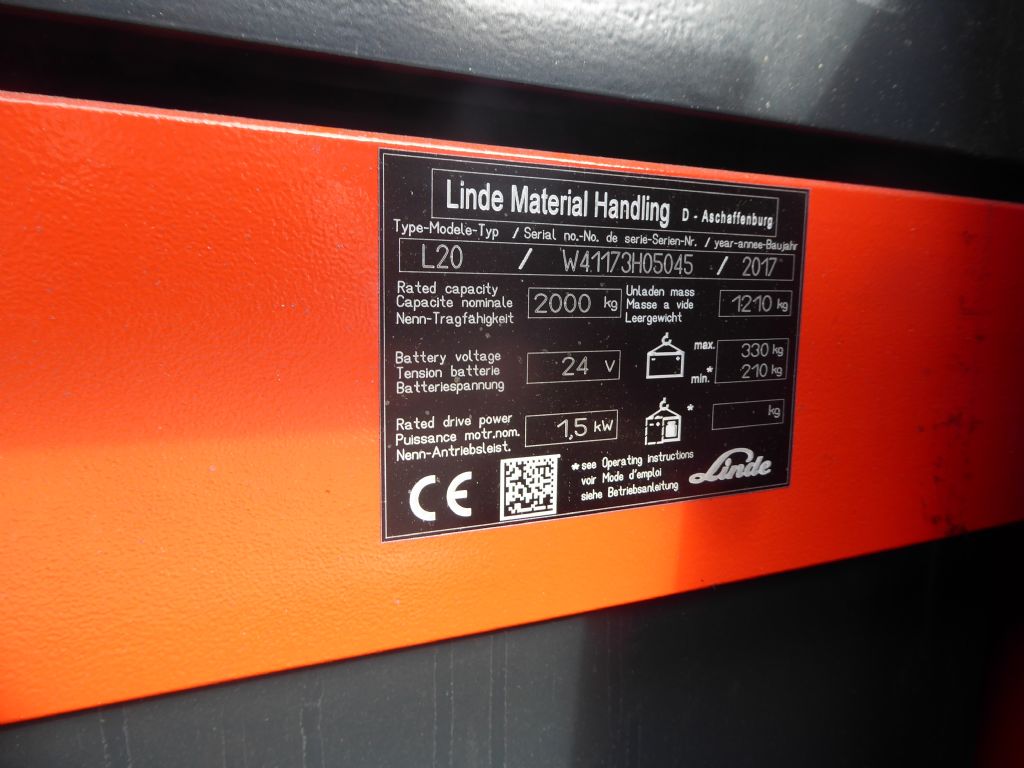 Linde Material Handling D - Aschaffenburg
Type-Modele-Typ / Serial no.-No. de serie-Serien-Nr. / year-annee-Baujahr
L20 / W41173H05045 / 2017
Rated capacity
Capacite nominale
Nenn-Tragfähigkeit
2000 kg
Unladen mass
Masse a vide
Leergewicht
1210 kg
Battery voltage
Tension batterie
Batteriespannung
24 V
max. 330 kg
min.* 210 kg
Rated drive power
Puissance motr.nom.
Nenn-Antriebsleist.
1,5 kW
* kg
CE
*see Operating instructions
voir Mode d'emploi
siehe Betriebsanleitung
Linde